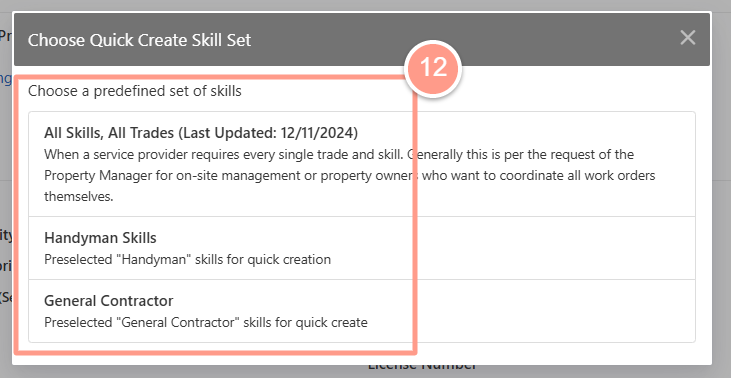 Choose Quick Create Skill Set
12
Choose a predefined set of skills
All Skills, All Trades (Last Updated: 12/11/2024)
When a service provider requires every single trade and skill. Generally this is per the request of the
Property Manager for on-site management or property owners who want to coordinate all work orders
themselves.
Handyman Skills
Preselected "Handyman" skills for quick creation
General Contractor
Preselected "General Contractor" skills for quick create
License Number